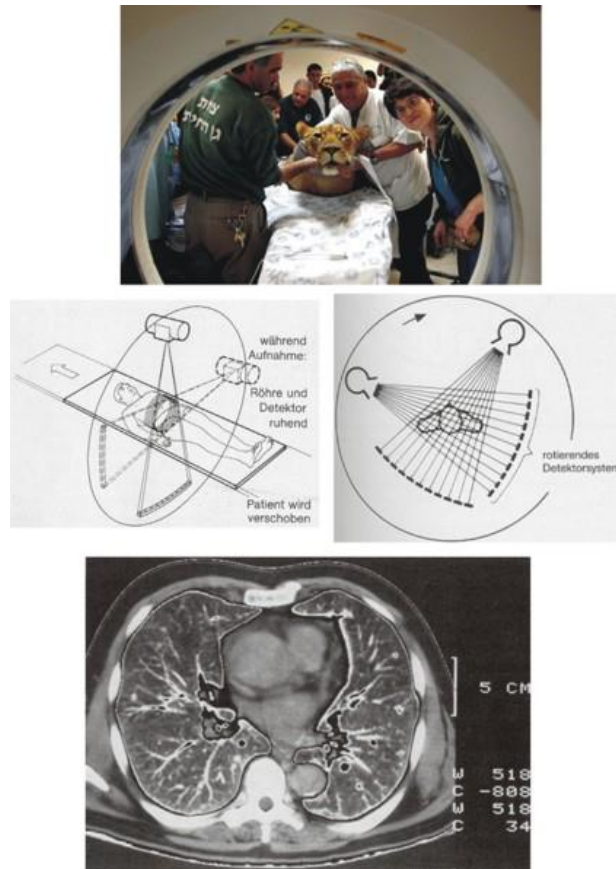 während
Aufnahme:
Röhre und
Detektor
ruhend
Patient wird
verschoben
rotierendes
Detektorsystem
5 CM
W 518
C -808
W 518
C 34